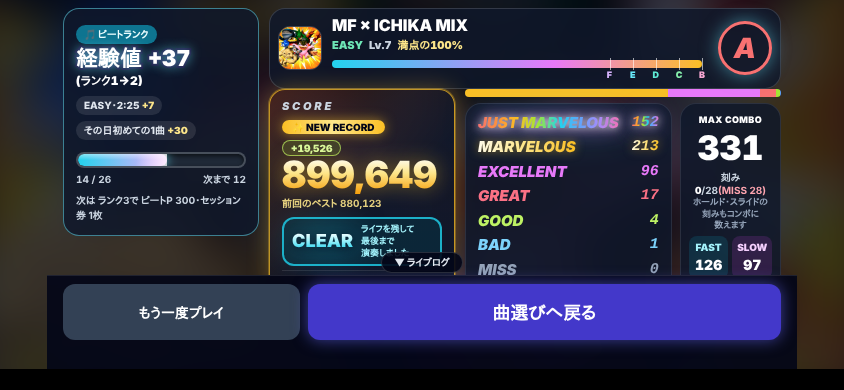 ビートランク
経験値 +37
(ランク1→2)
EASY・2:25 +7
その日初めての1曲 +30
14 / 26 次まで 12
次は ランク3で ビートP 300・セッション
券 1枚
MF × ICHIKA MIX
EASY Lv.7 満点の100%
F E D C B
A
SCORE
NEW RECORD
+19,526
899,649
前回のベスト 880,123
CLEAR
ライフを残して
最後まで
演奏しました
▼ ライブログ
JUST MARVELOUS 152
MARVELOUS 213
EXCELLENT 96
GREAT 17
GOOD 4
BAD 1
MISS 0
MAX COMBO
331
刻み
0/28(MISS 28)
ホールド・スライドの
刻みもコンボに
数えます
FAST SLOW
126 97
もう一度プレイ
曲選びへ戻る